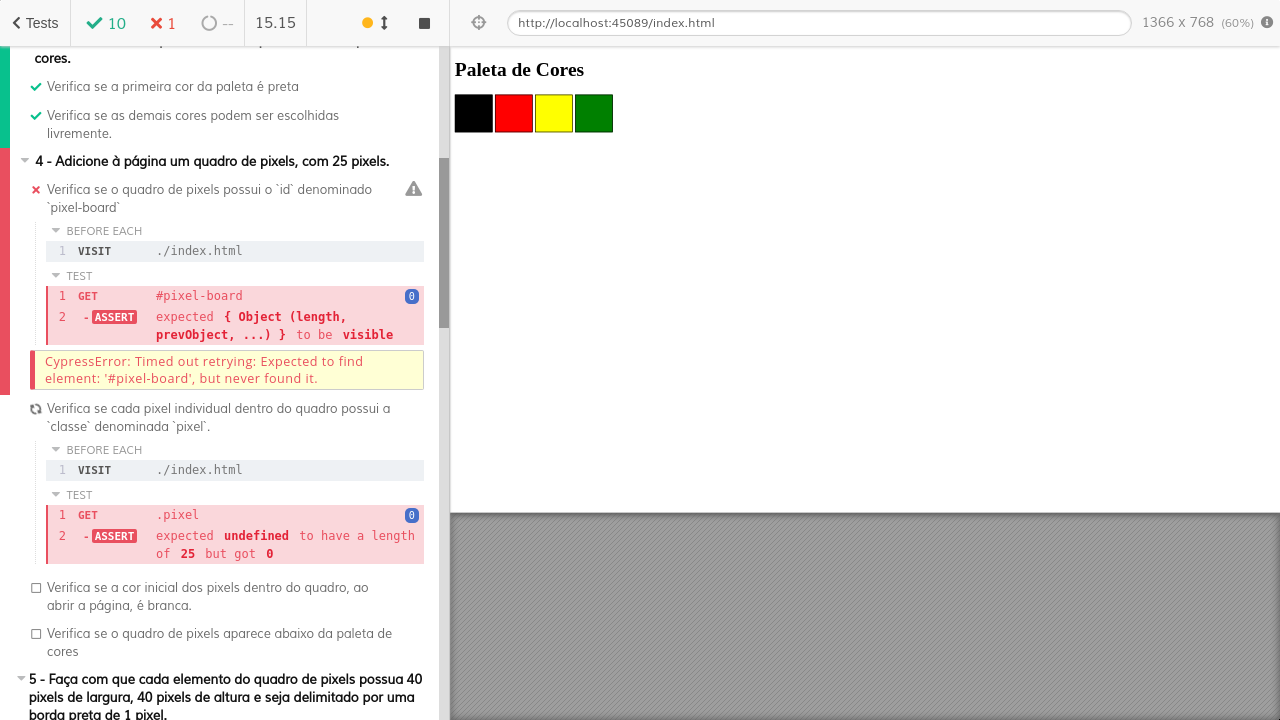 Tests
10
1
--
15.15
http://localhost:45089/index.html
1366 x 768 (60%)
cores.
Verifica se a primeira cor da paleta é preta
Verifica se as demais cores podem ser escolhidas
livremente.
4 - Adicione à página um quadro de pixels, com 25 pixels.
Verifica se o quadro de pixels possui o `id` denominado
`pixel-board`
BEFORE EACH
1 VISIT ./index.html
TEST
1 GET #pixel-board 0
2 - ASSERT expected { Object (length,
prevObject, ...) } to be visible
CypressError: Timed out retrying: Expected to find
element: '#pixel-board', but never found it.
Verifica se cada pixel individual dentro do quadro possui a
`classe` denominada `pixel`.
BEFORE EACH
1 VISIT ./index.html
TEST
1 GET .pixel 0
2 - ASSERT expected undefined to have a length
of 25 but got 0
Verifica se a cor inicial dos pixels dentro do quadro, ao
abrir a página, é branca.
Verifica se o quadro de pixels aparece abaixo da paleta de
cores
5 - Faça com que cada elemento do quadro de pixels possua 40
pixels de largura, 40 pixels de altura e seja delimitado por uma
borda preta de 1 pixel.
Paleta de Cores